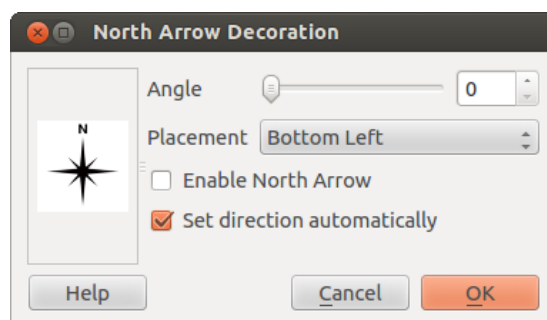 North Arrow Decoration
Angle 0
N
Placement Bottom Left
Enable North Arrow
Set direction automatically
Help Cancel OK